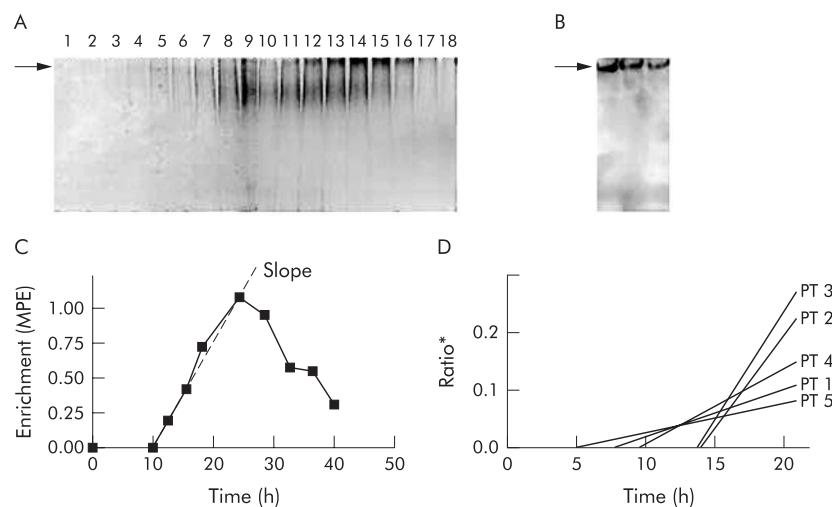 A
1 2 3 4 5 6 7 8 9 10 11 12 13 14 15 16 17 18
B
C
Slope
Enrichment (MPE)
1.00
0.75
0.50
0.25
0.00
0 10 20 30 40 50
Time (h)
D
Ratio*
0.2
0.1
0.0
0 5 10 15 20
Time (h)
PT 3
PT 2
PT 4
PT 1
PT 5